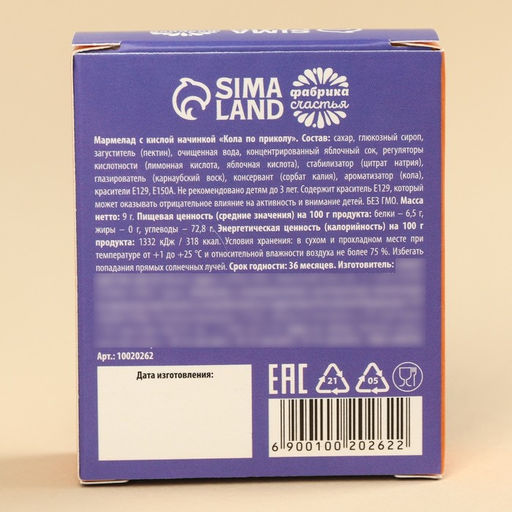 SIMA LAND
фабрика счастья
Мармелад с кислой начинкой «Кола по приколу». Состав: сахар, глюкозный сироп,
загуститель (пектин), очищенная вода, концентрированный яблочный сок, регуляторы
кислотности (лимонная кислота, яблочная кислота), стабилизатор (цитрат натрия),
глазирователь (карнаубский воск), консервант (сорбат калия), ароматизатор (кола),
красители Е129, Е150А. Не рекомендовано детям до 3 лет. Содержит краситель Е129, который
может оказывать отрицательное влияние на активность и внимание детей. БЕЗ ГМО. Масса
нетто: 9 г. Пищевая ценность (средние значения) на 100 г продукта: белки – 6,5 г,
жиры – 0 г, углеводы – 72,8 г. Энергетическая ценность (калорийность) на 100 г
продукта: 1332 кДж / 318 ккал. Условия хранения: в сухом и прохладном месте при
температуре от +1 до +25 °С и относительной влажности воздуха не более 75 %. Избегать
попадания прямых солнечных лучей. Срок годности: 36 месяцев. Изготовитель:
Арт.: 10020262
Дата изготовления:
EAC
21
05
6 900100 202622